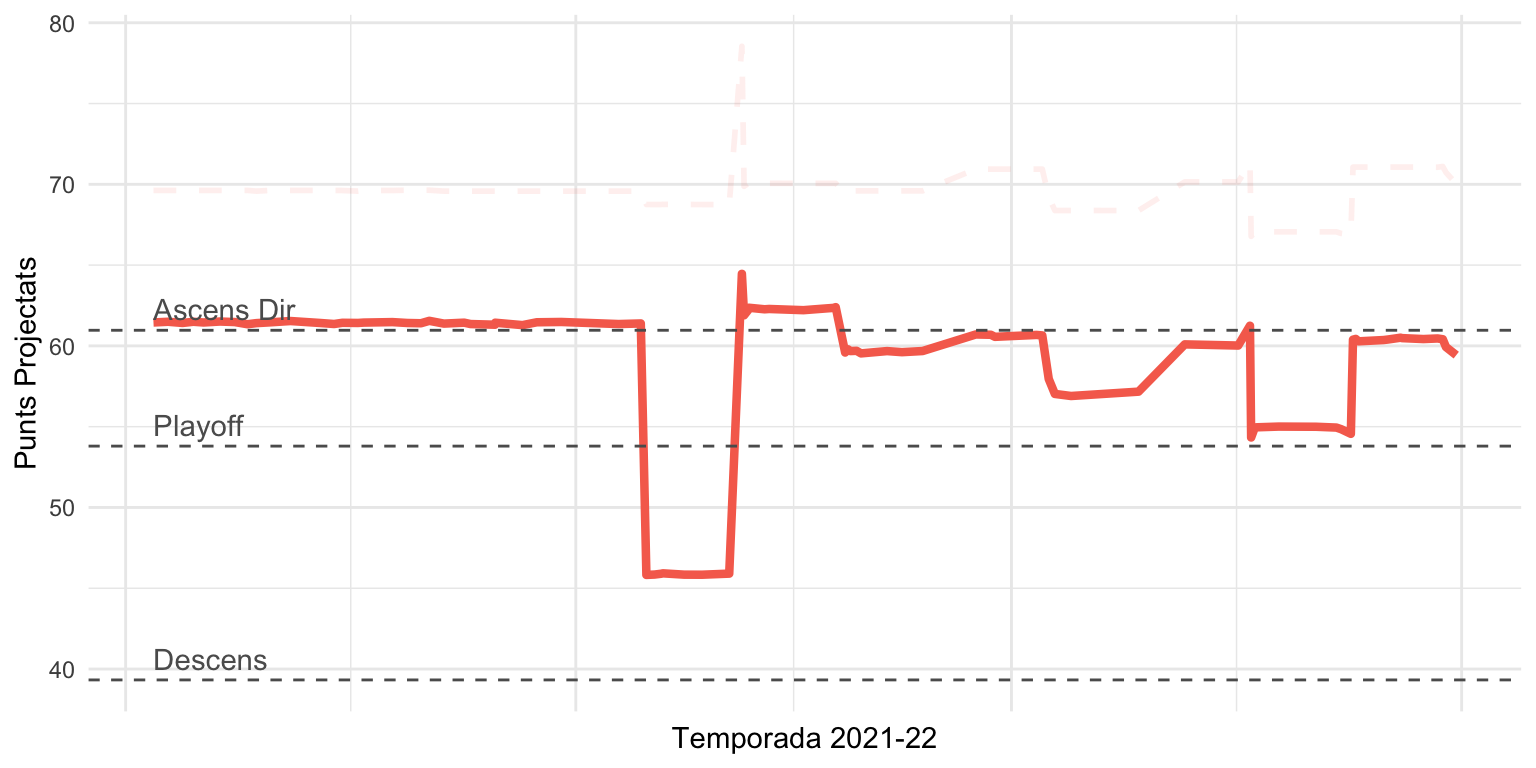 80
70
60
50
40
Punts Projectats
Ascens Dir
Playoff
Descens
Temporada 2021-22